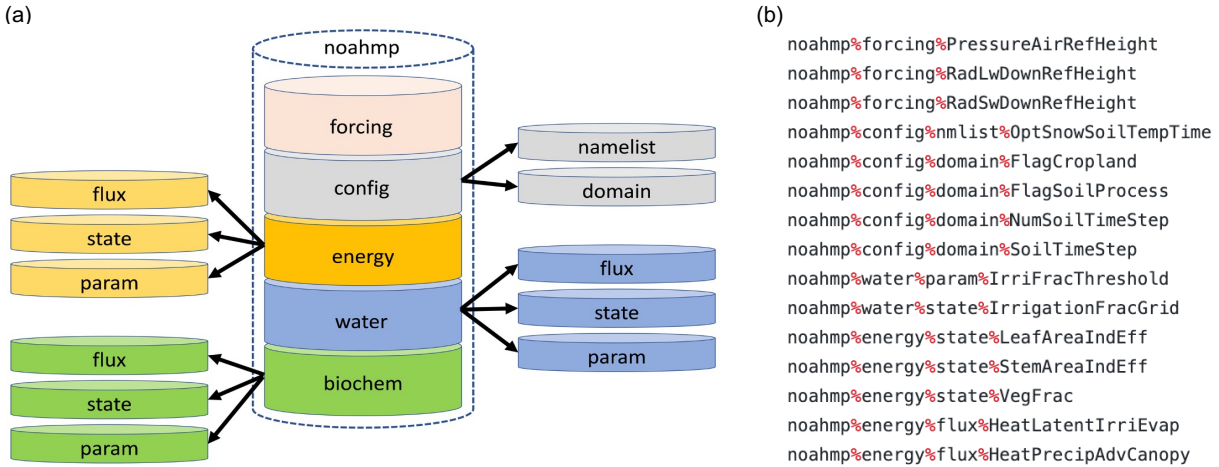 (a)
noahmp
forcing
config
energy
water
biochem
namelist
domain
flux
state
param
flux
state
param
flux
state
param
(b)
noahmp%forcing%PressureAirRefHeight
noahmp%forcing%RadLwDownRefHeight
noahmp%forcing%RadSwDownRefHeight
noahmp%config%nmlist%OptSnowSoilTempTime
noahmp%config%domain%FlagCropland
noahmp%config%domain%FlagSoilProcess
noahmp%config%domain%NumSoilTimeStep
noahmp%config%domain%SoilTimeStep
noahmp%water%param%IrriFracThreshold
noahmp%water%state%IrrigationFracGrid
noahmp%energy%state%LeafAreaIndEff
noahmp%energy%state%StemAreaIndEff
noahmp%energy%state%VegFrac
noahmp%energy%flux%HeatLatentIrriEvap
noahmp%energy%flux%HeatPrecipAdvCanopy